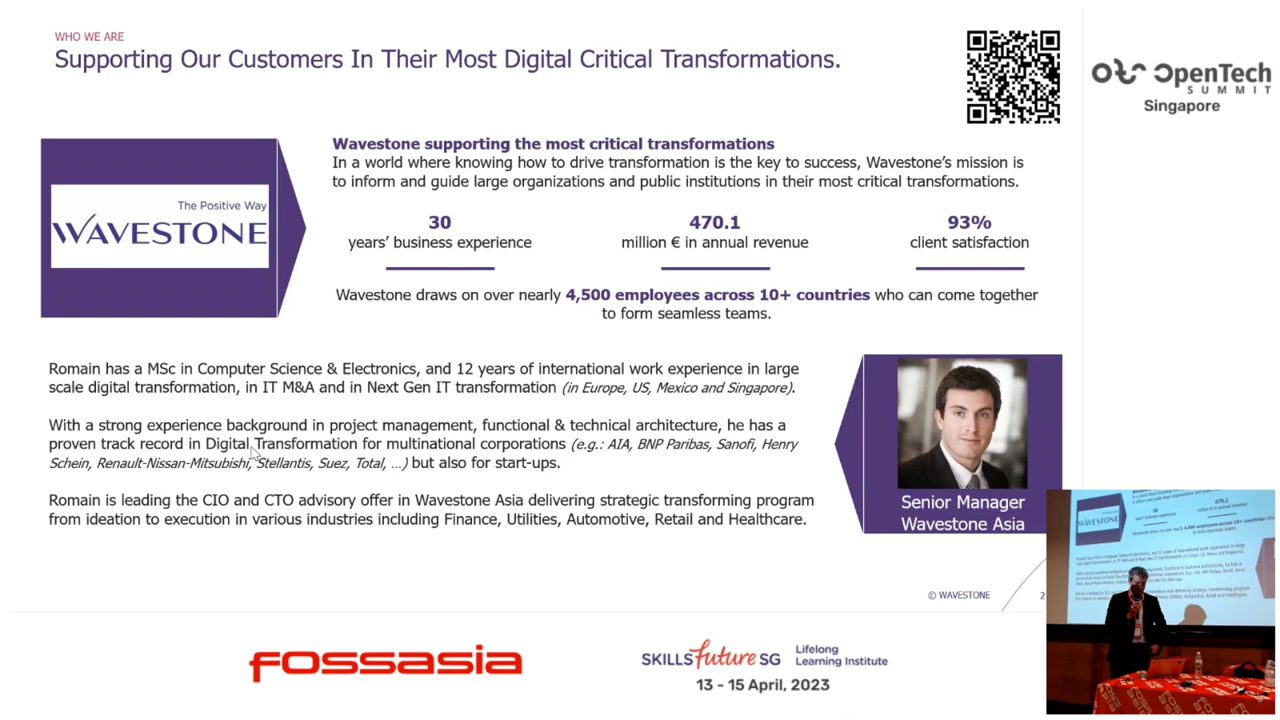 WHO WE ARE
Supporting Our Customers In Their Most Digital Critical Transformations.
OpenTech
SUMMIT
Singapore
The Positive Way
WAVESTONE
Wavestone supporting the most critical transformations
In a world where knowing how to drive transformation is the key to success, Wavestone's mission is
to inform and guide large organizations and public institutions in their most critical transformations.
30
years' business experience
470.1
million € in annual revenue
93%
client satisfaction
Wavestone draws on over nearly 4,500 employees across 10+ countries who can come together
to form seamless teams.
Romain has a MSc in Computer Science & Electronics, and 12 years of international work experience in large
scale digital transformation, in IT M&A and in Next Gen IT transformation (in Europe, US, Mexico and Singapore).
With a strong experience background in project management, functional & technical architecture, he has a
proven track record in Digital Transformation for multinational corporations (e.g.: AIA, BNP Paribas, Sanofi, Henry
Schein, Renault-Nissan-Mitsubishi, Stellantis, Suez, Total, ...) but also for start-ups.
Romain is leading the CIO and CTO advisory offer in Wavestone Asia delivering strategic transforming program
from ideation to execution in various industries including Finance, Utilities, Automotive, Retail and Healthcare.
Senior Manager
Wavestone Asia
© WAVESTONE
2
WAVESTONE
30
470.1
FOSSASIA
SKILLS future SG
Lifelong
Learning Institute
13 - 15 April, 2023